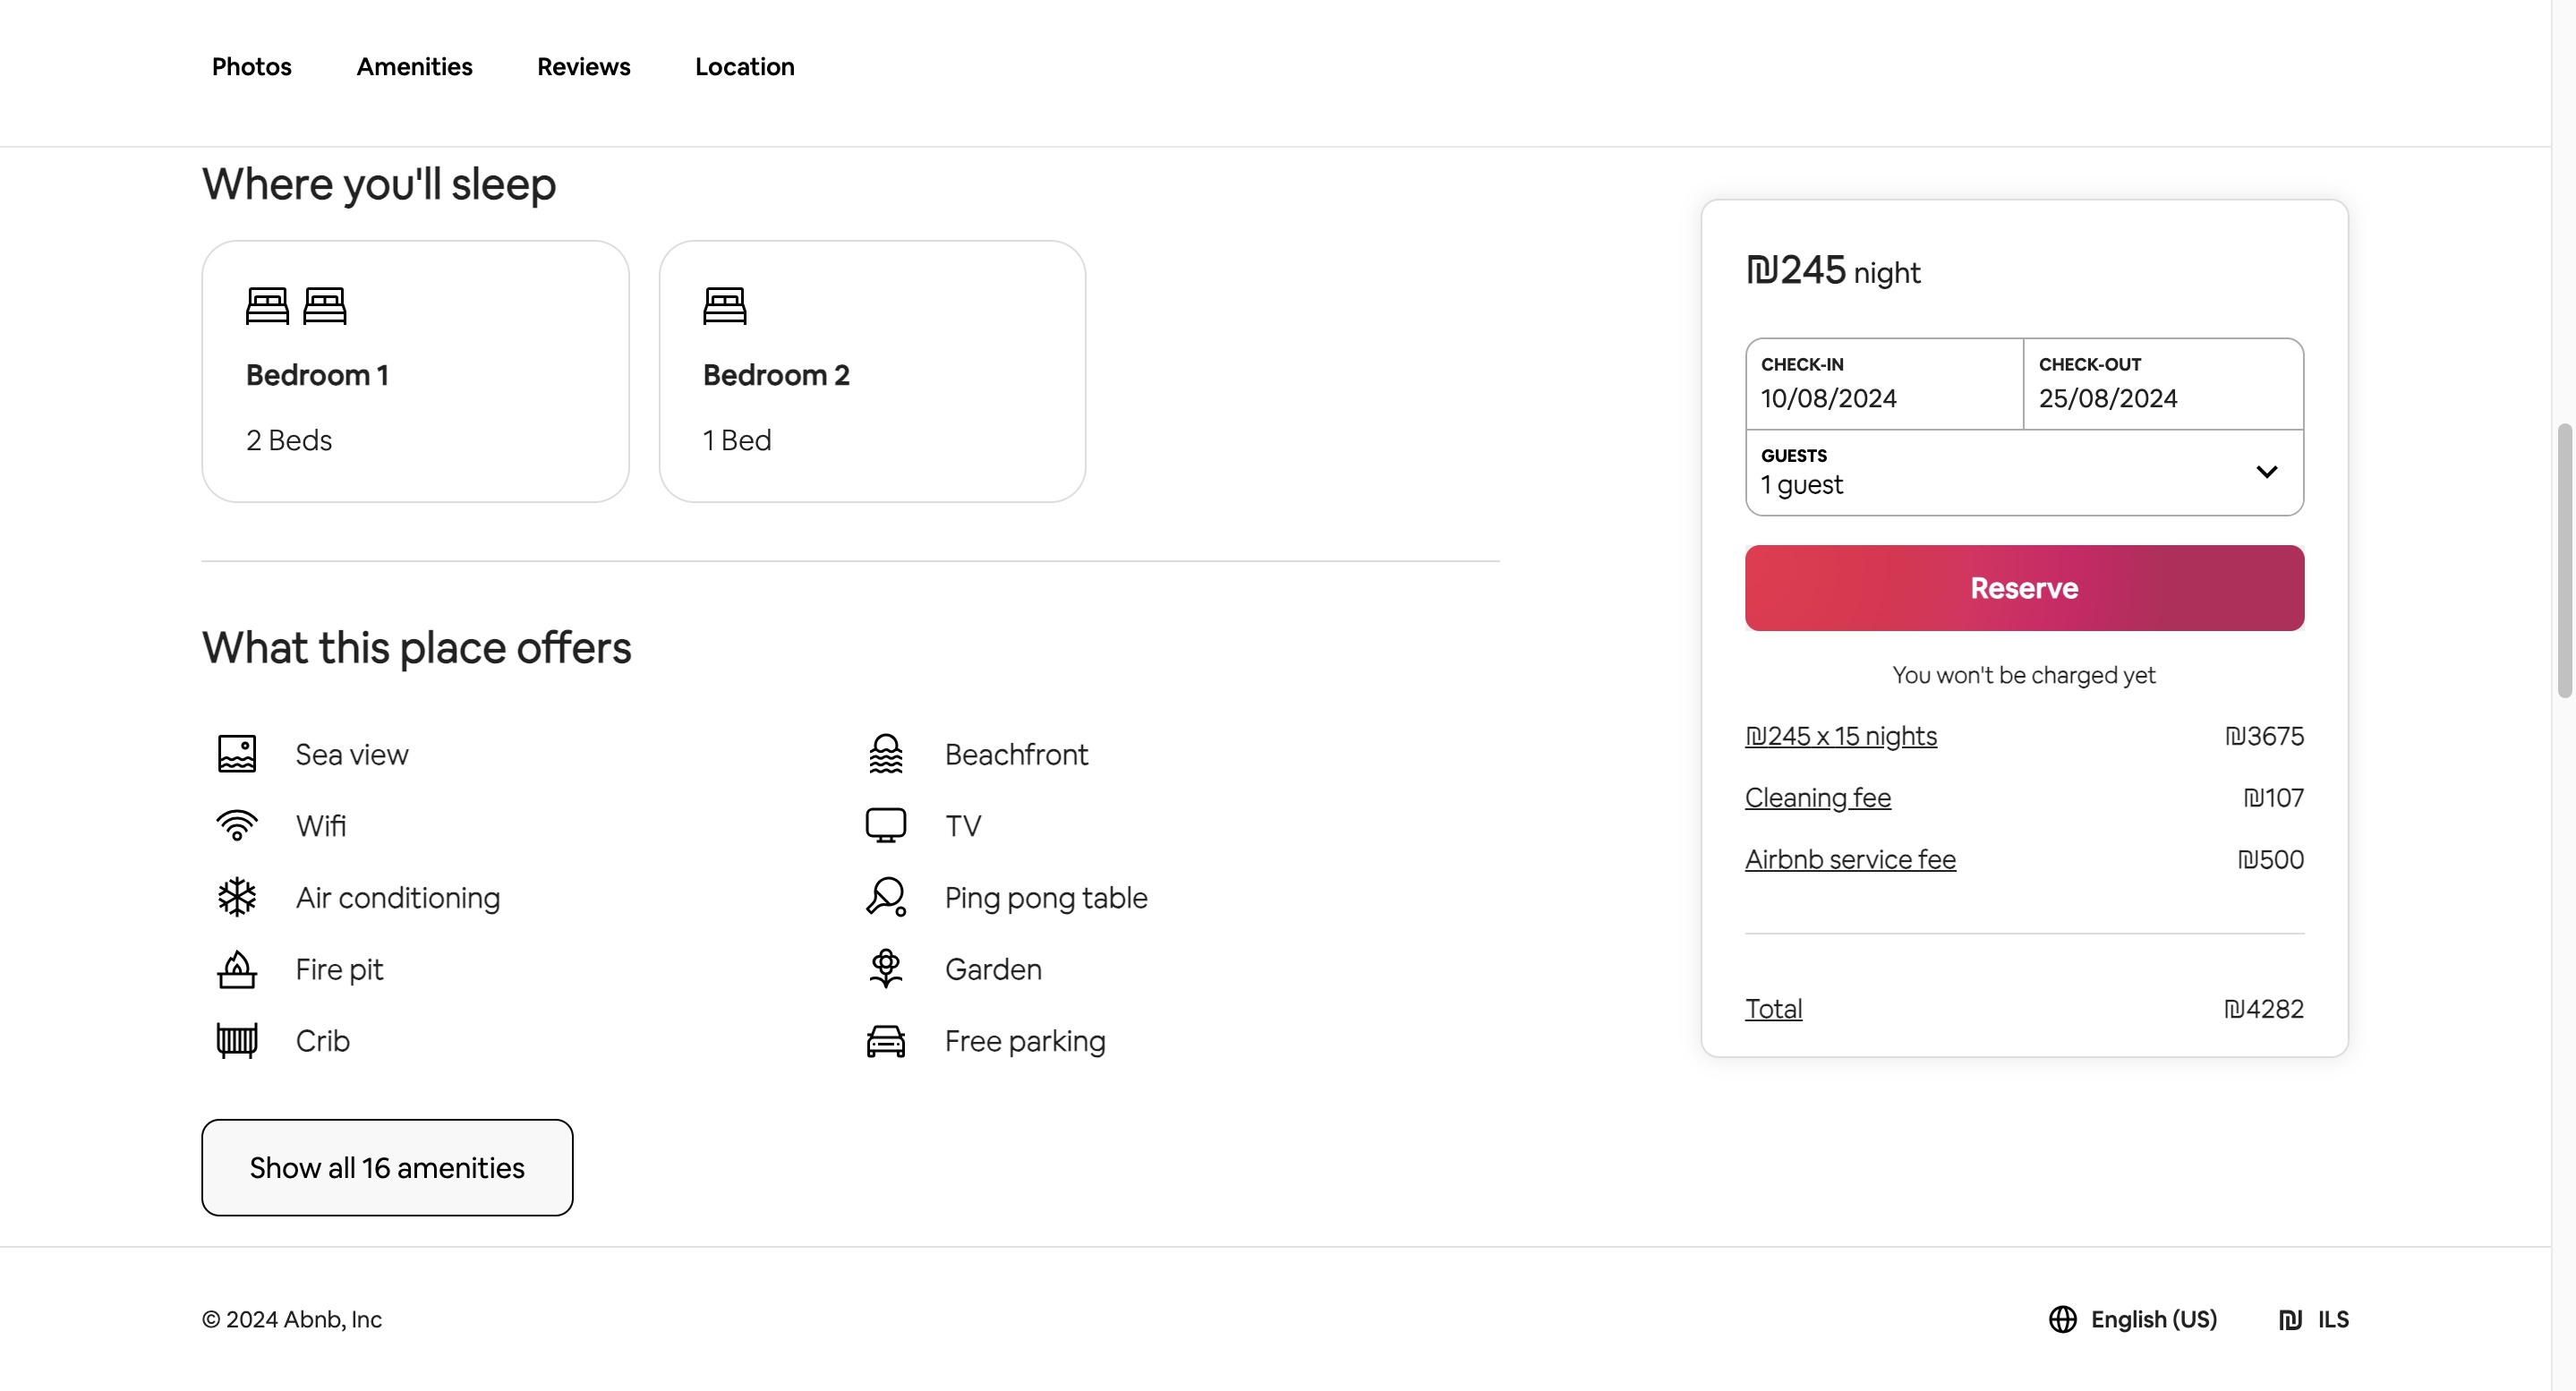 Photos Amenities Reviews Location
Where you'll sleep
Bedroom 1
2 Beds
Bedroom 2
1 Bed
What this place offers
Sea view
Beachfront
Wifi
TV
Air conditioning
Ping pong table
Fire pit
Garden
Crib
Free parking
Show all 16 amenities
₪245 night
CHECK-IN
10/08/2024
CHECK-OUT
25/08/2024
GUESTS
1 guest
Reserve
You won't be charged yet
₪245 x 15 nights ₪3675
Cleaning fee ₪107
Airbnb service fee ₪500
Total ₪4282
© 2024 Abnb, Inc
English (US) ₪ ILS